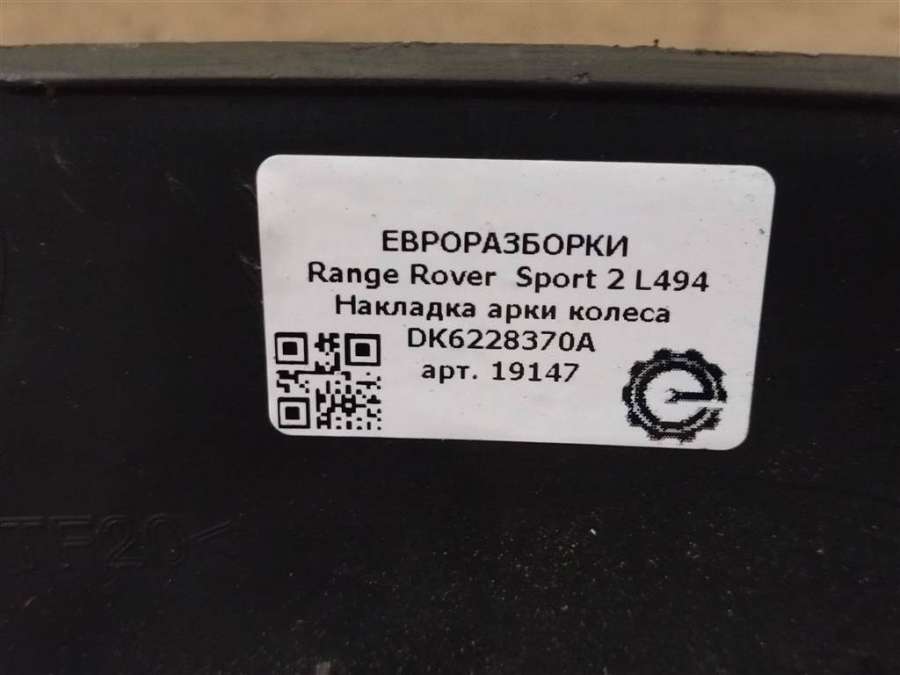 ЕВРОРАЗБОРКИ
Range Rover Sport 2 L494
Накладка арки колеса
DK6228370A
арт. 19147